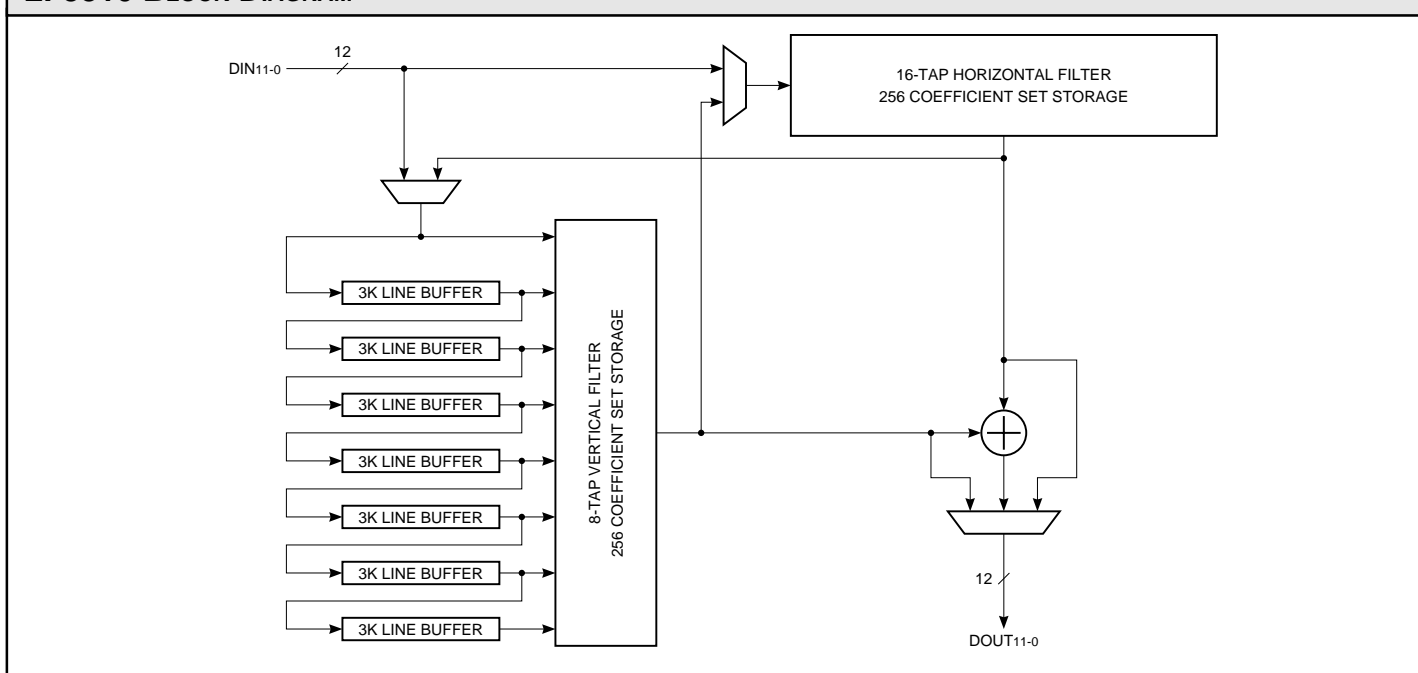 BLOCK DIAGRAM
12
DIN11-0
16-TAP HORIZONTAL FILTER
256 COEFFICIENT SET STORAGE
3K LINE BUFFER
3K LINE BUFFER
3K LINE BUFFER
3K LINE BUFFER
3K LINE BUFFER
3K LINE BUFFER
3K LINE BUFFER
8-TAP VERTICAL FILTER
256 COEFFICIENT SET STORAGE
12
DOUT11-0